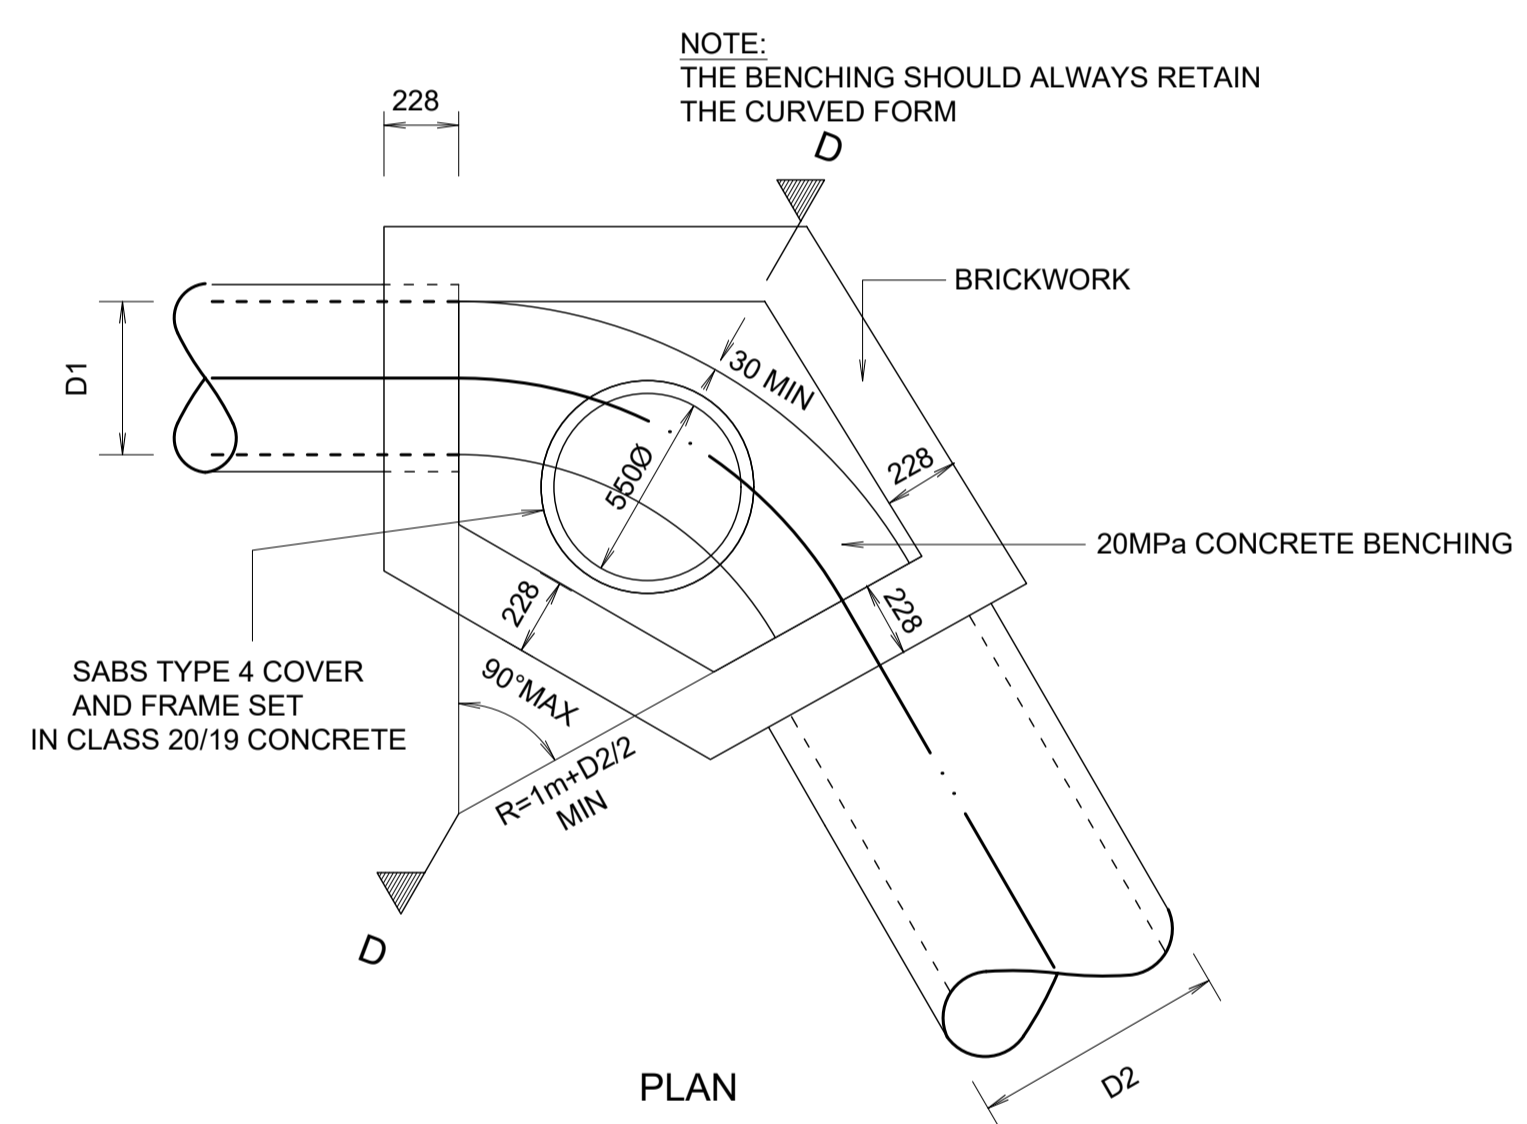 NOTE:
THE BENCHING SHOULD ALWAYS RETAIN
THE CURVED FORM
228
D
BRICKWORK
D1
30 MIN
550Ø
228
20MPa CONCRETE BENCHING
228
228
SABS TYPE 4 COVER
AND FRAME SET
IN CLASS 20/19 CONCRETE
90°MAX
R=1m+D2/2
MIN
D
D2
PLAN